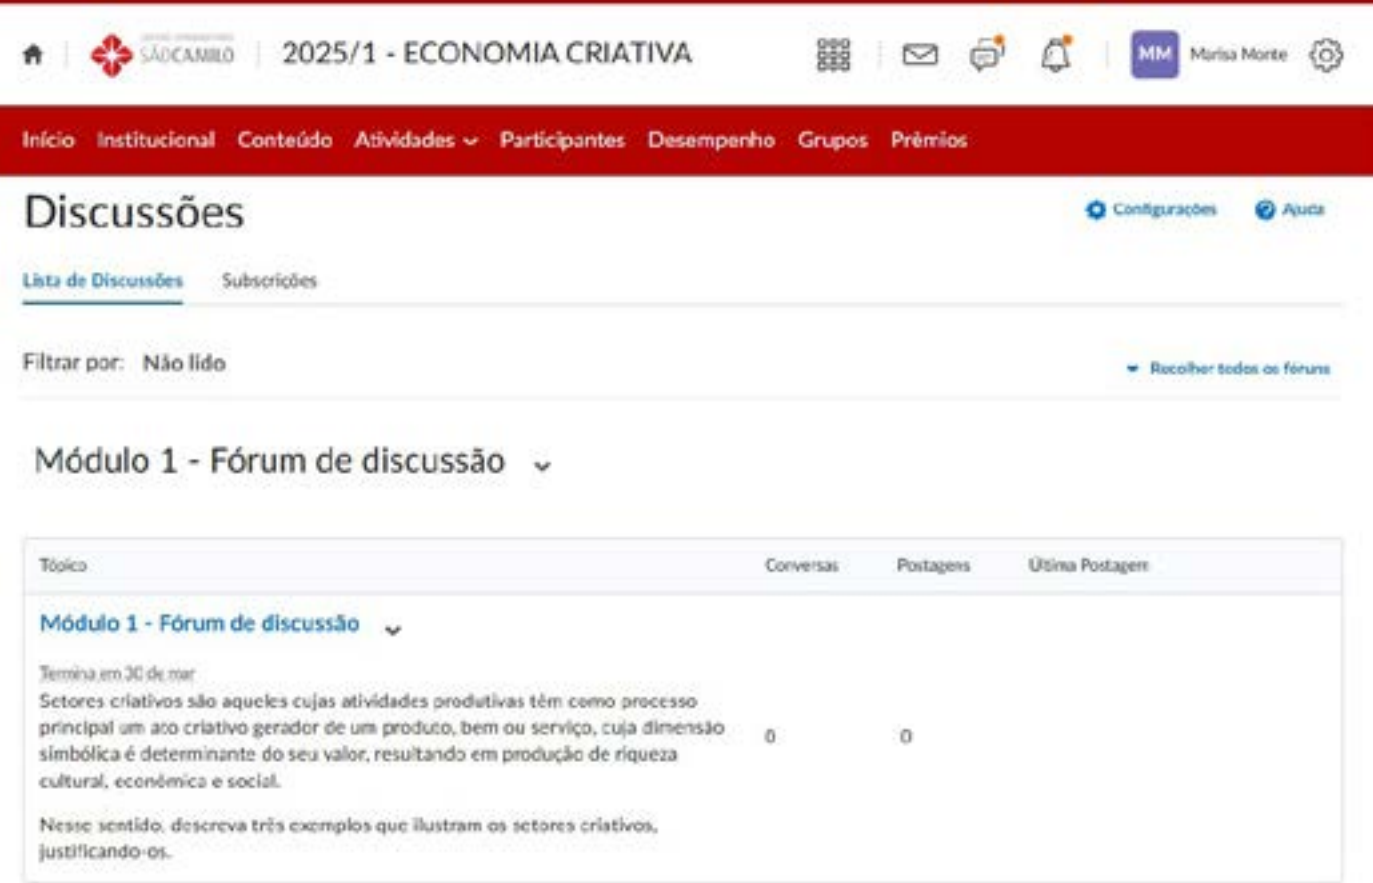 SÃOCAMILO
2025/1 - ECONOMIA CRIATIVA
MM
Marisa Monte
Início Institucional Conteúdo Atividades Participantes Desempenho Grupos Prêmios
Discussões
Configurações
Ajuda
Lista de Discussões
Subscrições
Filtrar por: Não lido
Recolher todos os fóruns
Módulo 1 - Fórum de discussão
Tópico
Conversas
Postagens
Última Postagem
Módulo 1 - Fórum de discussão
Termina em 30 de mar
Setores criativos são aqueles cujas atividades produtivas têm como processo
principal um ato criativo gerador de um produto, bem ou serviço, cuja dimensão
simbólica é determinante do seu valor, resultando em produção de riqueza
cultural, econômica e social.
0
0
Nesse sentido, descreva três exemplos que ilustram os setores criativos,
justificando-os.